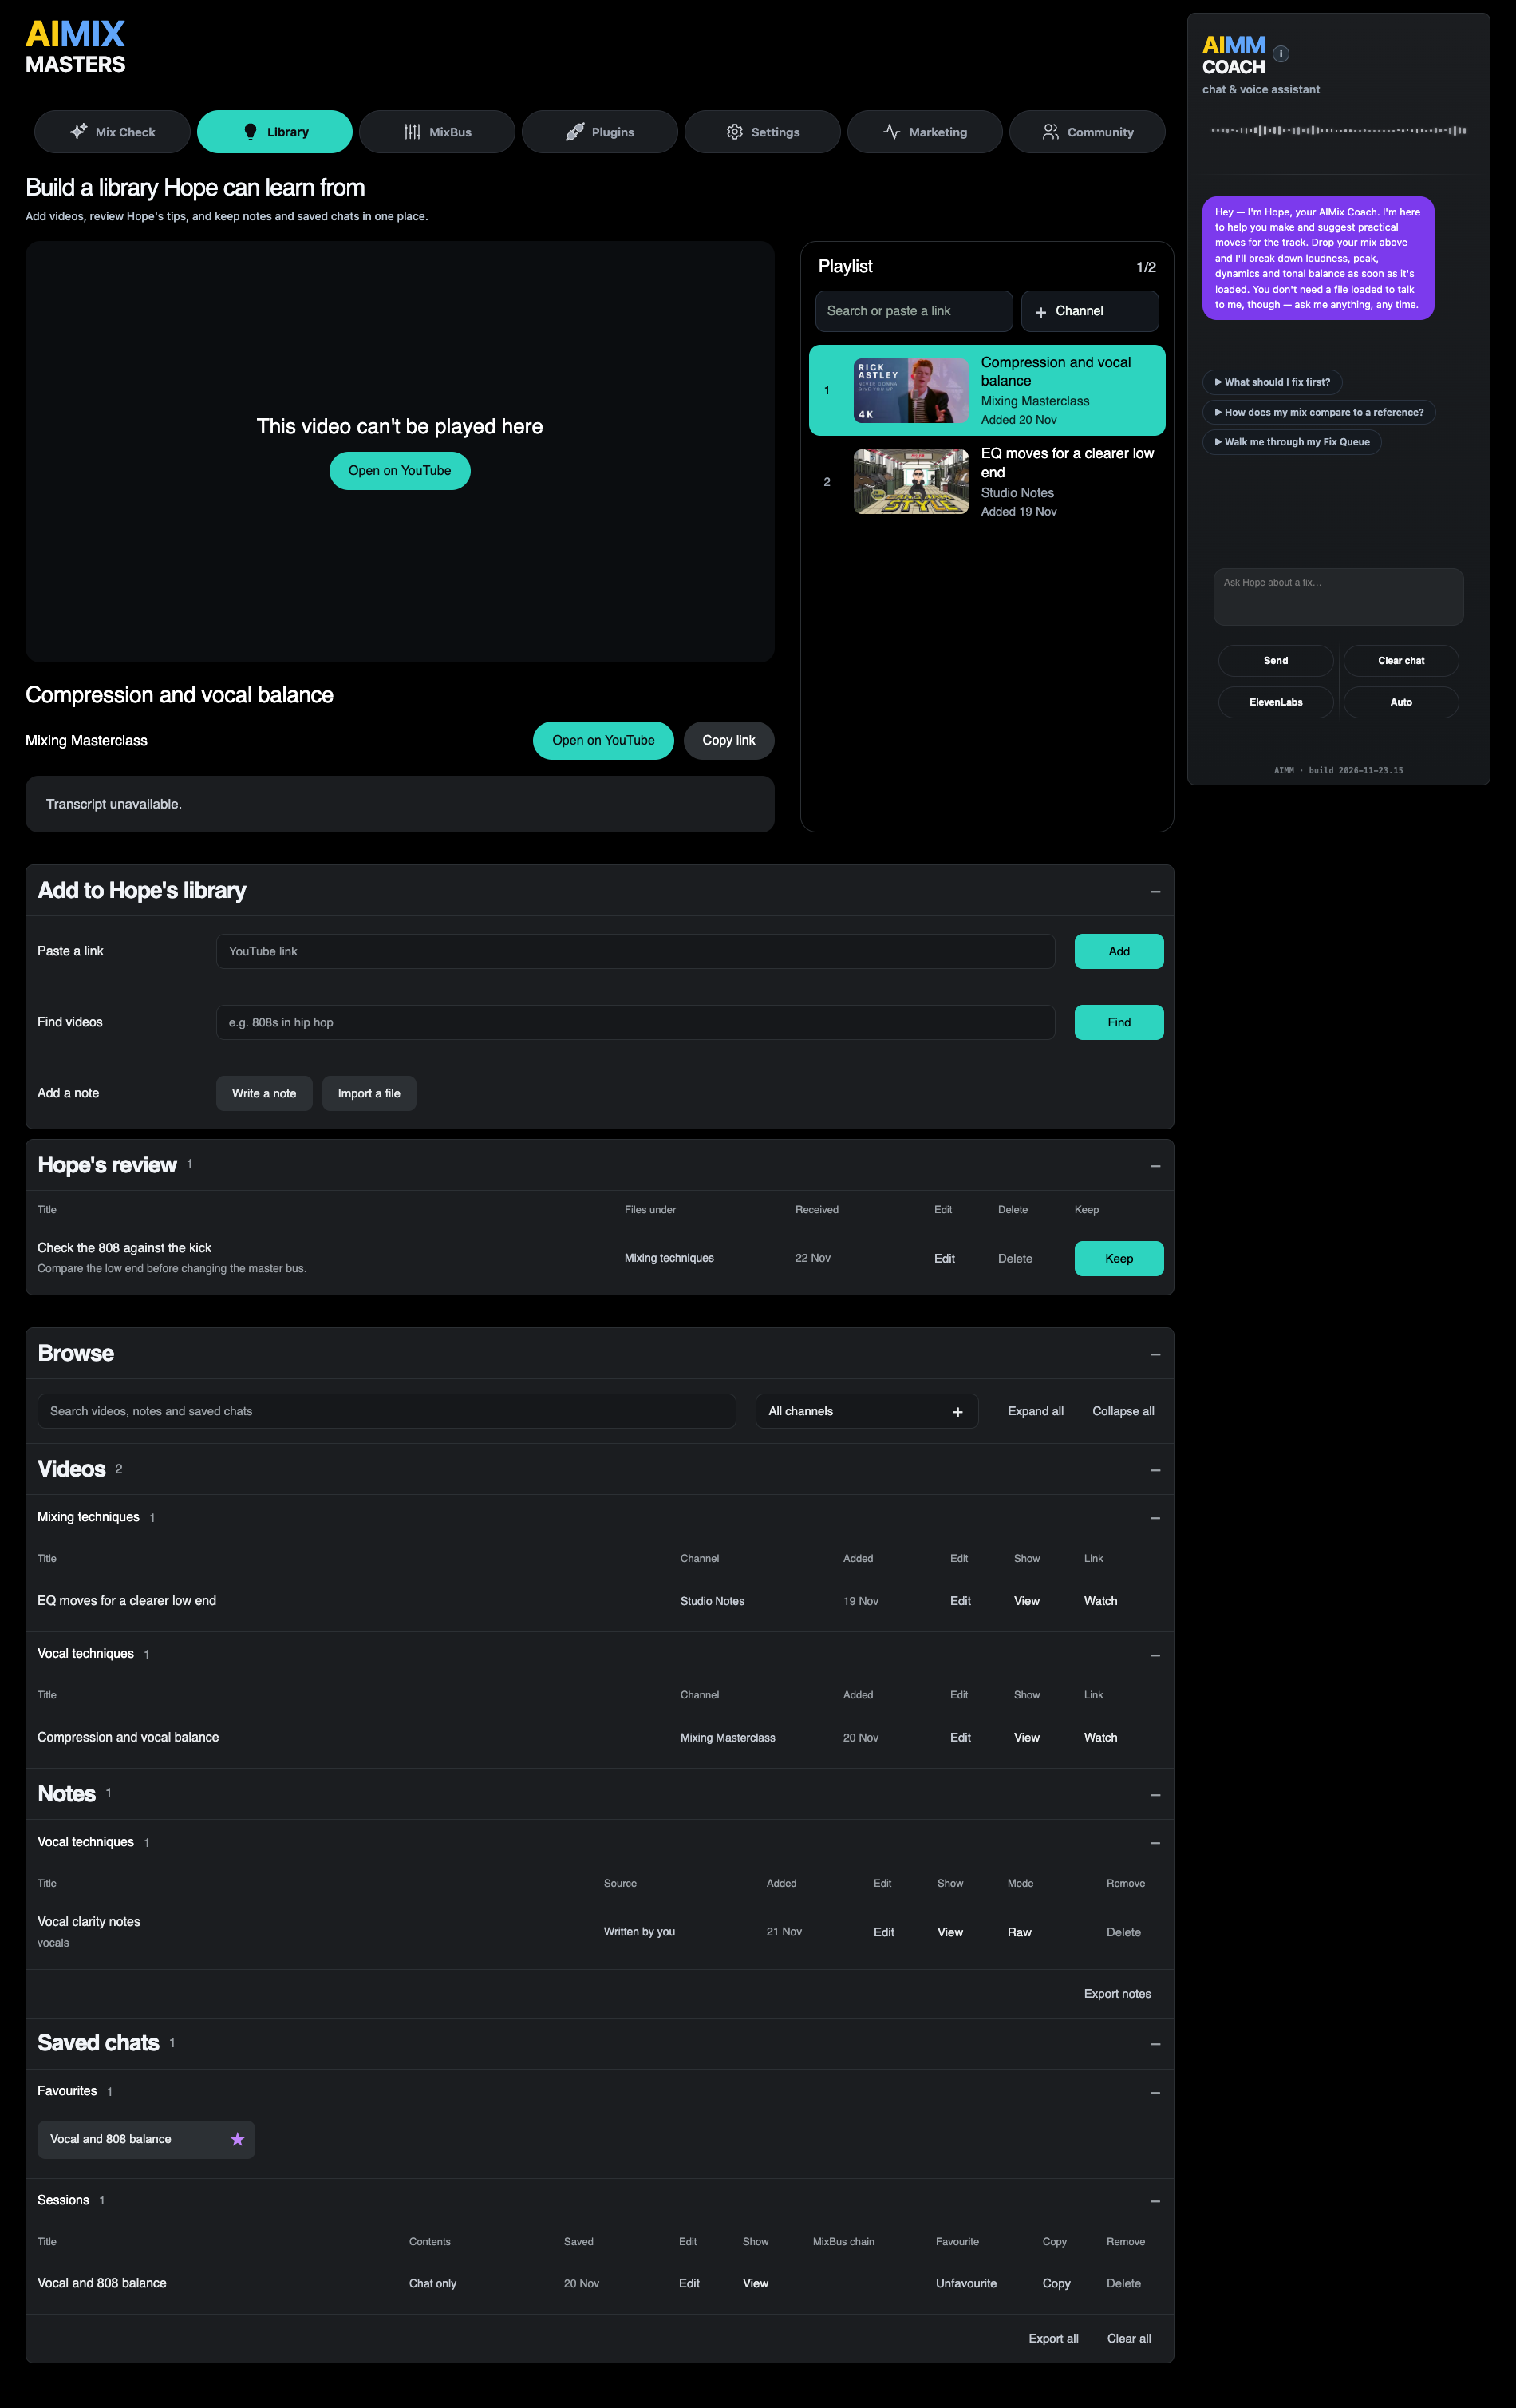 AIMIX
MASTERS
Mix Check
Library
MixBus
Plugins
Settings
Marketing
Community
Build a library Hope can learn from
Add videos, review Hope's tips, and keep notes and saved chats in one place.
This video can't be played here
Open on YouTube
Compression and vocal balance
Mixing Masterclass
Open on YouTube
Copy link
Transcript unavailable.
Playlist
1/2
Search or paste a link
+ Channel
1
RICK
ASTLEY
NEVER GONNA
GIVE YOU UP
4K
Compression and vocal
balance
Mixing Masterclass
Added 20 Nov
2
STYLE
EQ moves for a clearer low
end
Studio Notes
Added 19 Nov
AIMM
COACH
i
chat & voice assistant
Hey — I'm Hope, your AIMix Coach. I'm here
to help you make and suggest practical
moves for the track. Drop your mix above
and I'll break down loudness, peak,
dynamics and tonal balance as soon as it's
loaded. You don't need a file loaded to talk
to me, though — ask me anything, any time.
What should I fix first?
How does my mix compare to a reference?
Walk me through my Fix Queue
Ask Hope about a fix...
Send
Clear chat
ElevenLabs
Auto
AIMM · build 2026-11-23.15
Add to Hope's library
Paste a link
YouTube link
Add
Find videos
e.g. 808s in hip hop
Find
Add a note
Write a note
Import a file
Hope's review 1
Title Files under Received Edit Delete Keep
Check the 808 against the kick
Compare the low end before changing the master bus.
Mixing techniques 22 Nov Edit Delete Keep
Browse
Search videos, notes and saved chats
All channels +
Expand all
Collapse all
Videos 2
Mixing techniques 1
Title Channel Added Edit Show Link
EQ moves for a clearer low end Studio Notes 19 Nov Edit View Watch
Vocal techniques 1
Title Channel Added Edit Show Link
Compression and vocal balance Mixing Masterclass 20 Nov Edit View Watch
Notes 1
Vocal techniques 1
Title Source Added Edit Show Mode Remove
Vocal clarity notes
vocals
Written by you 21 Nov Edit View Raw Delete
Export notes
Saved chats 1
Favourites 1
Vocal and 808 balance
Sessions 1
Title Contents Saved Edit Show MixBus chain Favourite Copy Remove
Vocal and 808 balance Chat only 20 Nov Edit View Unfavourite Copy Delete
Export all
Clear all